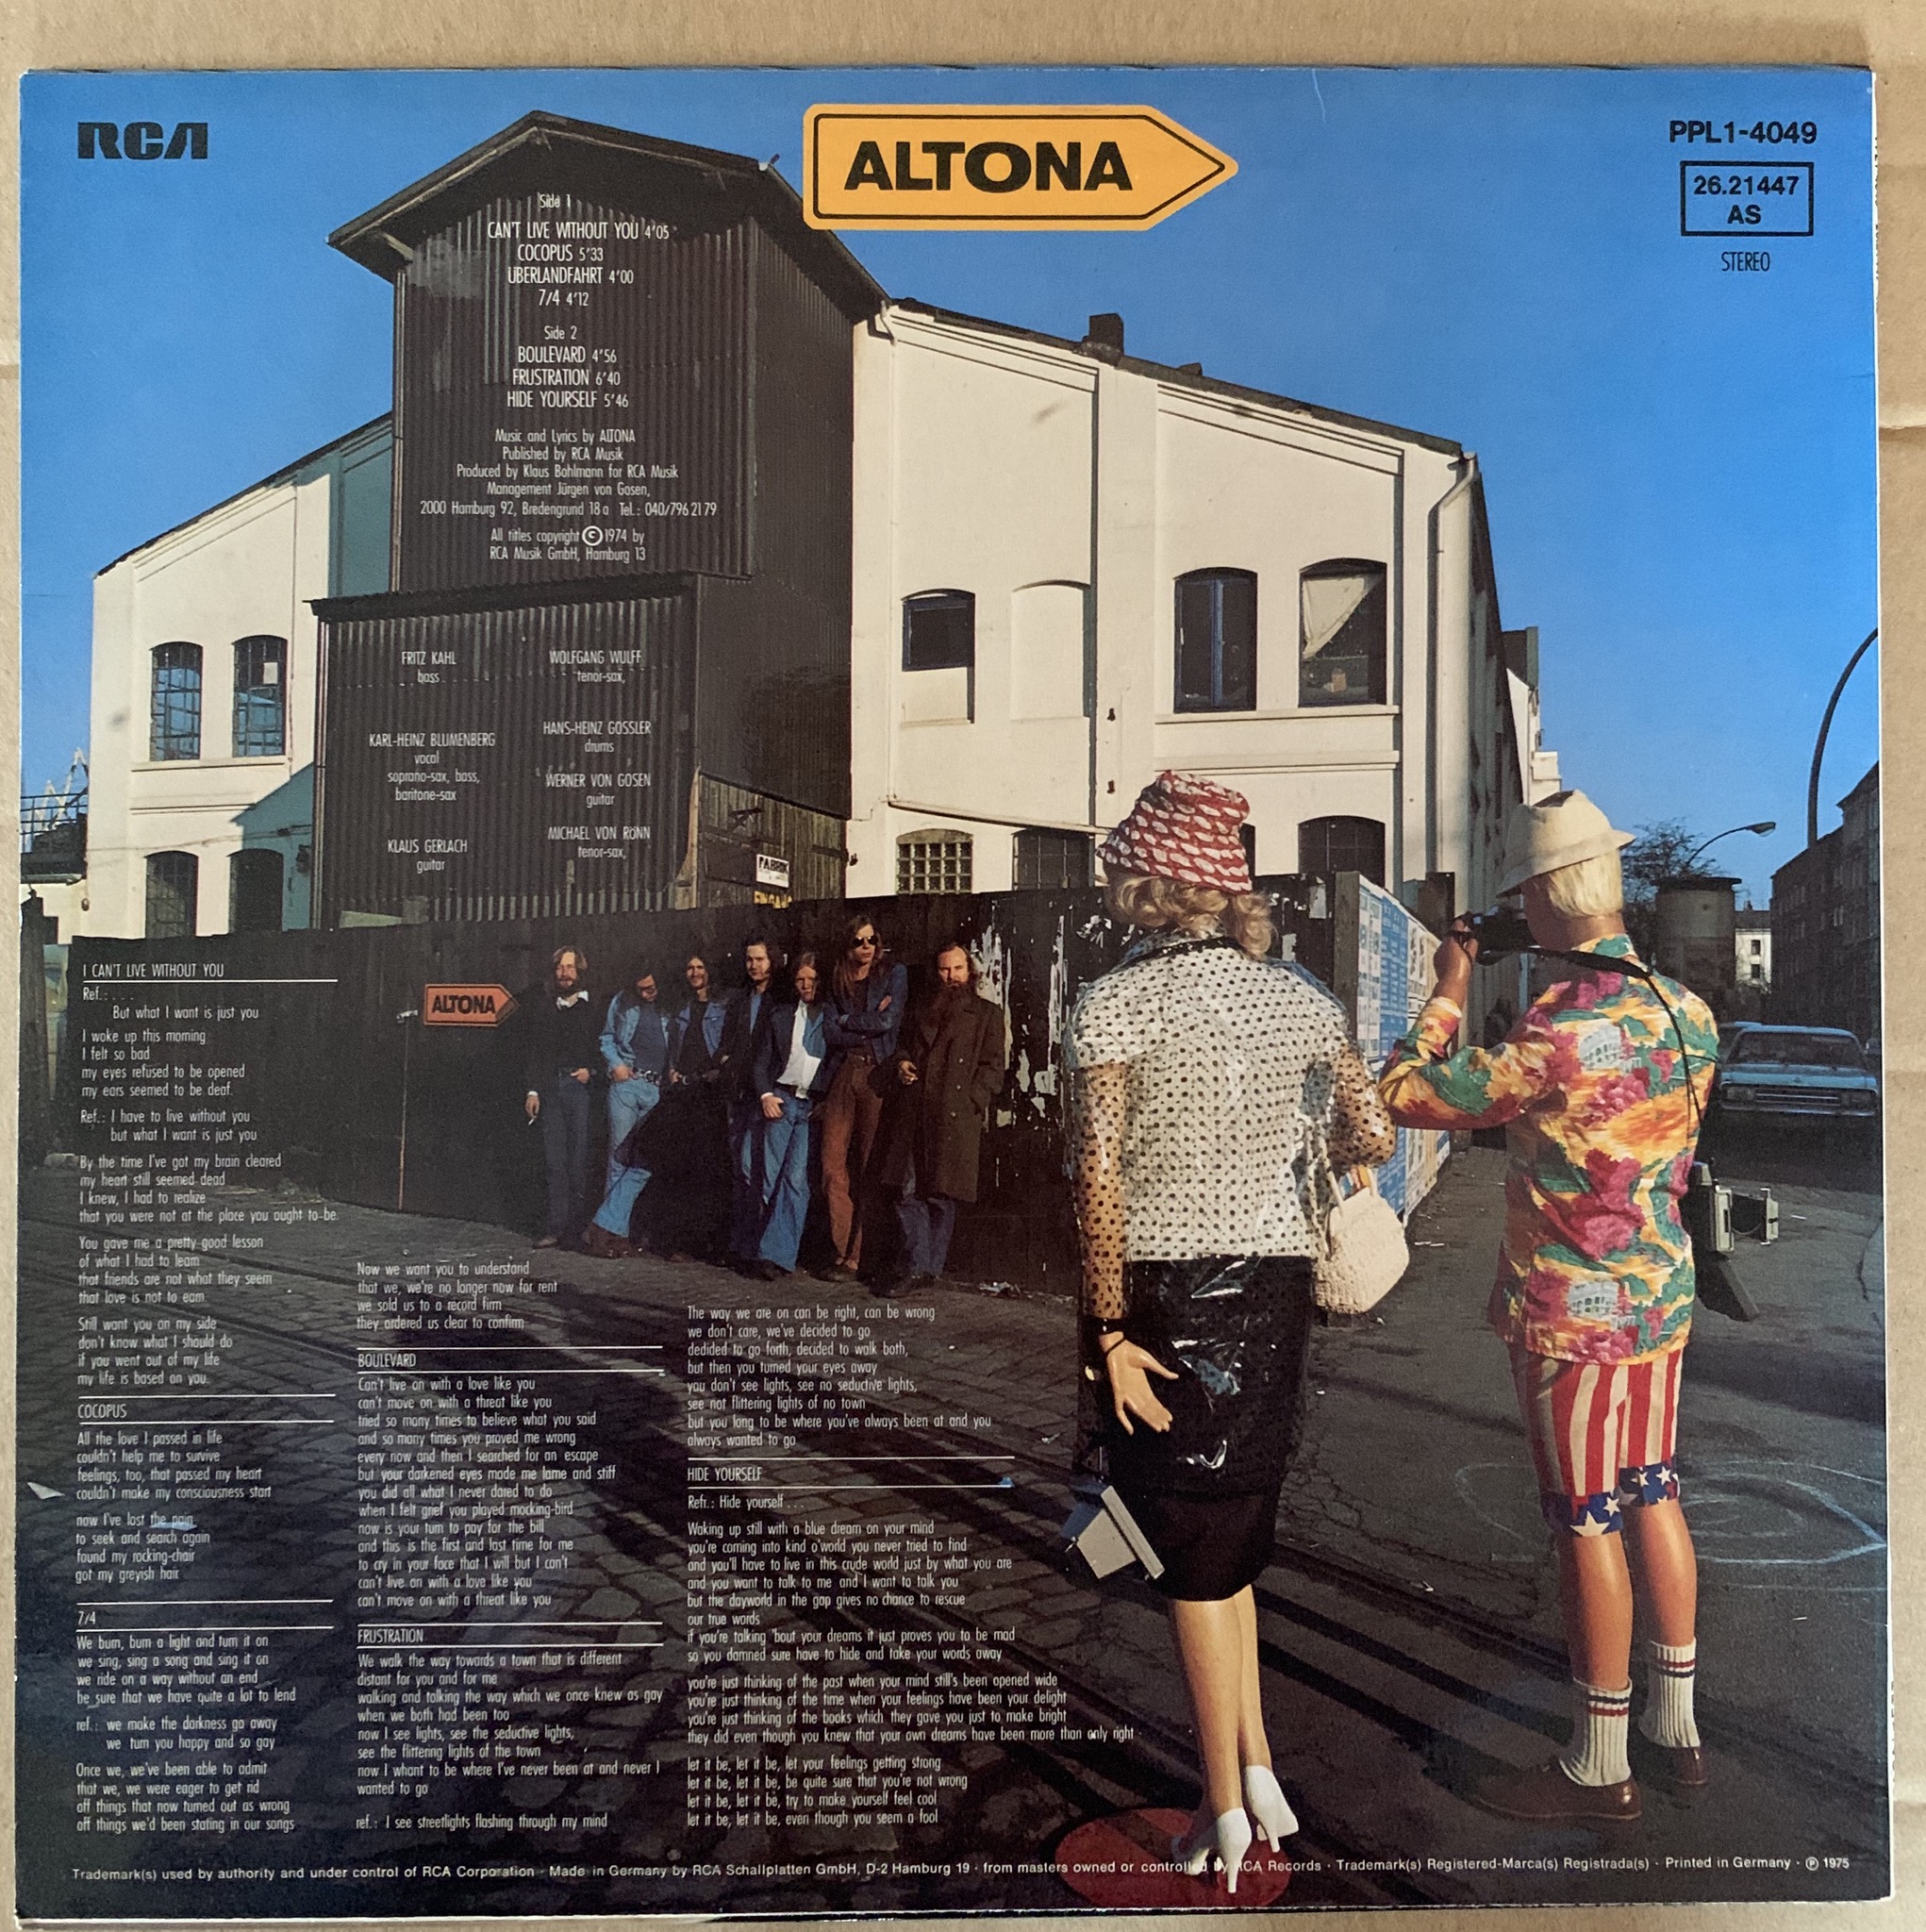 RCA
ALTONA
PPL1-4049
26.21447
AS
STEREO
Side 1
CAN'T LIVE WITHOUT YOU 4'05
COCOPUS 5'33
ÜBERLANDFAHRT 4'00
7/4 4'12
Side 2
BOULEVARD 4'56
FRUSTRATION 6'40
HIDE YOURSELF 5'46
Music and Lyrics by ALTONA
Published by RCA Musik
Produced by Klaus Bohlmann for RCA Musik
Management Jürgen von Gosen,
2000 Hamburg 92, Bredengrund 18a Tel.: 040/796 21 79
All titles copyright © 1974 by
RCA Musik GmbH, Hamburg 13
FRITZ KAHL
bass
KARL-HEINZ BLUMENBERG
vocal
soprano-sax, bass,
baritone-sax
KLAUS GERLACH
guitar
WOLFGANG WULFF
tenor-sax,
HANS-HEINZ GOSSLER
drums
WERNER VON GOSEN
guitar
MICHAEL VON RÖNN
tenor-sax,
FABRIK
EINGANG
ALTONA
I CAN'T LIVE WITHOUT YOU
Ref.: . . .
But what I want is just you
I woke up this morning
I felt so bad
my eyes refused to be opened
my ears seemed to be deaf.
Ref.: I have to live without you
but what I want is just you
By the time I've got my brain cleared
my heart still seemed dead
I knew, I had to realize
that you were not at the place you ought to be.
You gave me a pretty good lesson
of what I had to learn
that friends are not what they seem
that love is not to earn
Still want you on my side
don't know what I should do
if you went out of my life
my life is based on you.
COCOPUS
All the love I passed in life
couldn't help me to survive
feelings, too, that passed my heart
couldn't make my consciousness start
now I've lost the pain
to seek and search again
found my rocking-chair
got my greyish hair
7/4
We burn, burn a light and turn it on
we sing, sing a song and sing it on
we ride on a way without an end
be sure that we have quite a lot to lend
ref.: we make the darkness go away
we turn you happy and so gay
Once we, we've been able to admit
that we, we were eager to get rid
off things that now turned out as wrong
off things we'd been stating in our songs
Now we want you to understand
that we, we're no longer now for rent
we sold us to a record firm
they ordered us clear to confirm
BOULEVARD
Can't live on with a love like you
can't move on with a threat like you
tried so many times to believe what you said
and so many times you proved me wrong
every now and then I searched for an escape
but your darkened eyes made me lame and stiff
you did all what I never dared to do
when I felt grief you played mocking-bird
now is your turn to pay for the bill
and this is the first and last time for me
to cry in your face that I will but I can't
can't live on with a love like you
can't move on with a threat like you
FRUSTRATION
We walk the way towards a town that is different
distant for you and for me
walking and talking the way which we once knew as gay
when we both had been too
now I see lights, see the seductive lights,
see the flittering lights of the town
now I whant to be where I've never been at and never I
wanted to go
ref.: I see streetlights flashing through my mind
The way we are on can be right, can be wrong
we don't care, we've decided to go
dedided to go forth, decided to walk both,
but then you turned your eyes away
you don't see lights, see no seductive lights,
see not flittering lights of no town
but you long to be where you've always been at and you
always wanted to go
HIDE YOURSELF
Refr.: Hide yourself . . .
Waking up still with a blue dream on your mind
you're coming into kind o'world you never tried to find
and you'll have to live in this crude world just by what you are
and you want to talk to me and I want to talk you
but the dayworld in the gap gives no chance to rescue
our true words
if you're talking 'bout your dreams it just proves you to be mad
so you damned sure have to hide and take your words away
you're just thinking of the past when your mind still's been opened wide
you're just thinking of the time when your feelings have been your delight
you're just thinking of the books which they gave you just to make bright
they did even though you knew that your own dreams have been more than only right
let it be, let it be, let your feelings getting strong
let it be, let it be, be quite sure that you're not wrong
let it be, let it be, try to make yourself feel cool
let it be, let it be, even though you seem a fool
Trademark(s) used by authority and under control of RCA Corporation · Made in Germany by RCA Schallplatten GmbH, D-2 Hamburg 19 · from masters owned or controlled by RCA Records · Trademark(s) Registered-Marca(s) Registrada(s) · Printed in Germany · ℗ 1975